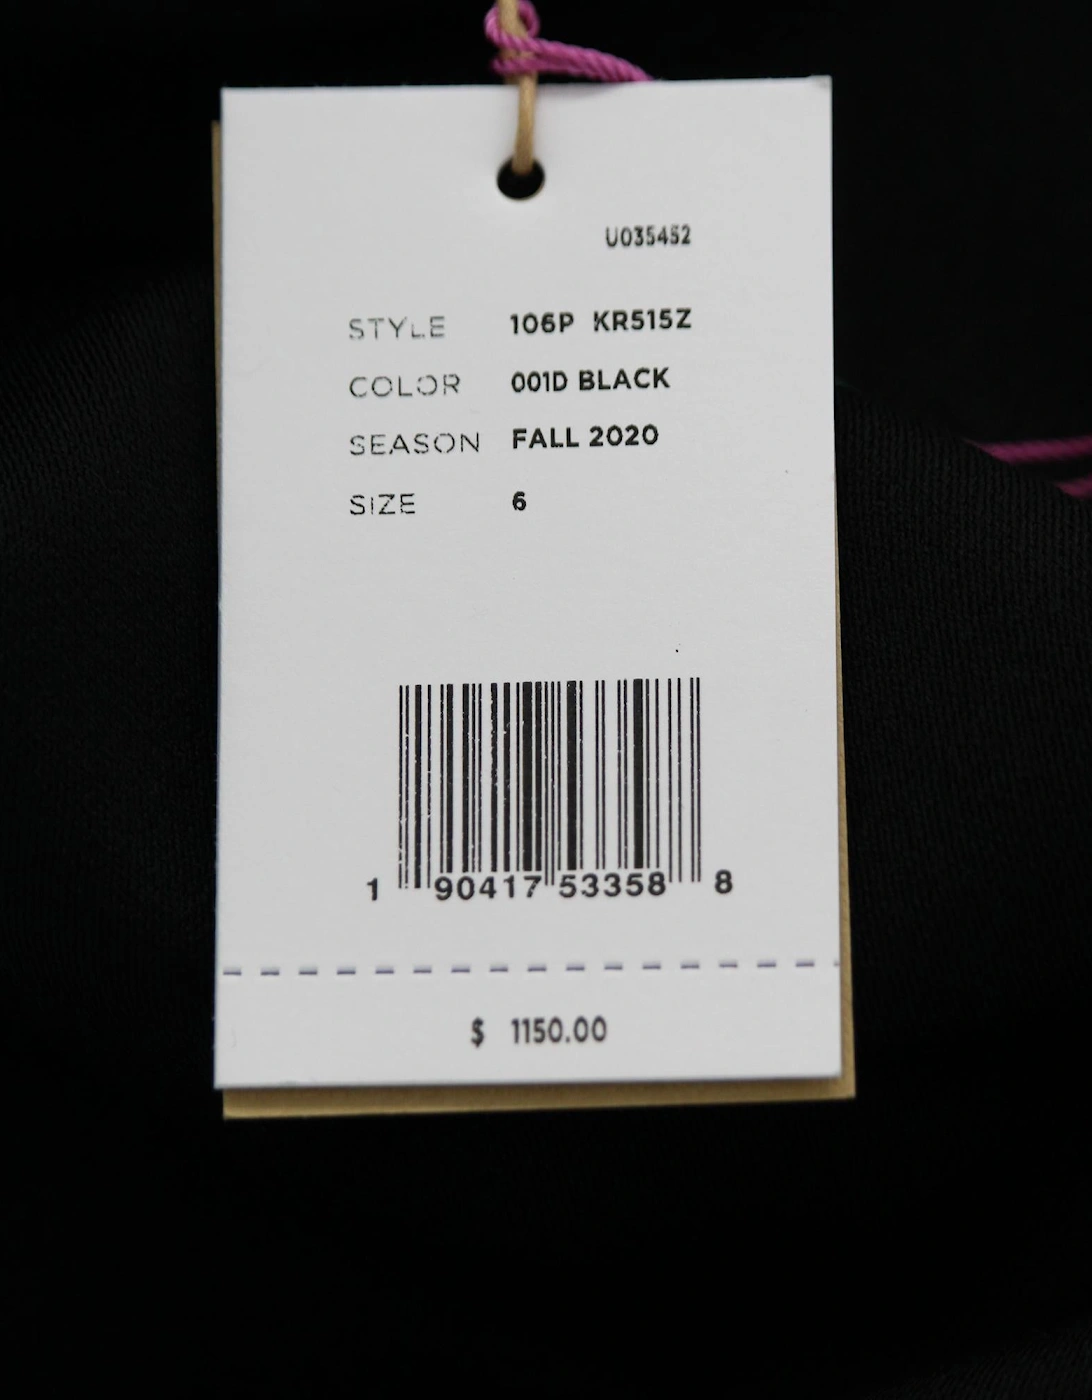 U035452
STYLE 106P KR515Z
COLOR 001D BLACK
SEASON FALL 2020
SIZE 6
1 90417 53358 8
$ 1150.00